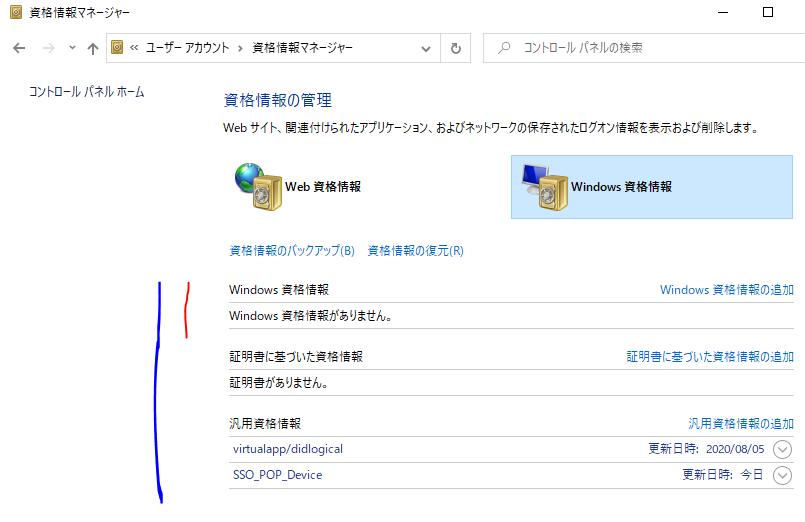 資格情報マネージャー
« ユーザー アカウント › 資格情報マネージャー
コントロール パネルの検索
コントロール パネル ホーム
資格情報の管理
Web サイト、関連付けられたアプリケーション、およびネットワークの保存されたログオン情報を表示および削除します。
Web 資格情報
Windows 資格情報
資格情報のバックアップ(B) 資格情報の復元(R)
Windows 資格情報 Windows 資格情報の追加
Windows 資格情報がありません。
証明書に基づいた資格情報 証明書に基づいた資格情報の追加
証明書がありません。
汎用資格情報 汎用資格情報の追加
virtualapp/didlogical 更新日時: 2020/08/05
SSO_POP_Device 更新日時: 今日